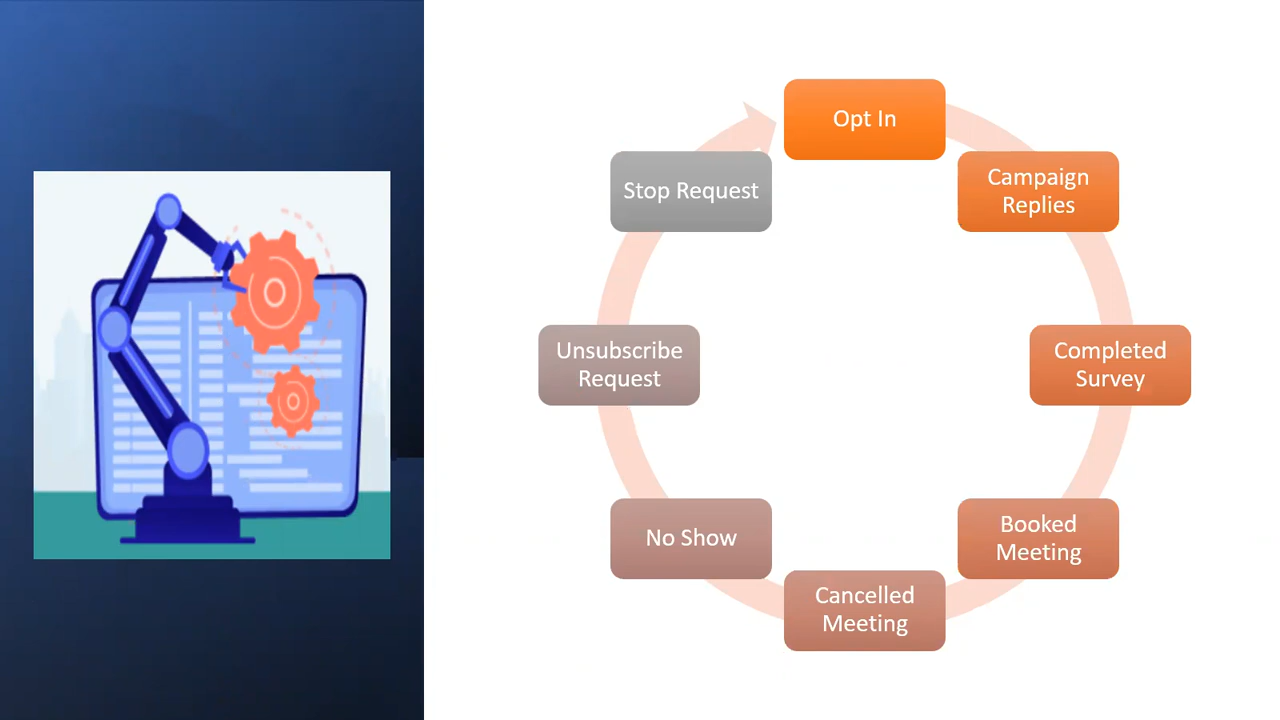 Opt In
Campaign
Replies
Completed
Survey
Booked
Meeting
Cancelled
Meeting
No Show
Unsubscribe
Request
Stop Request